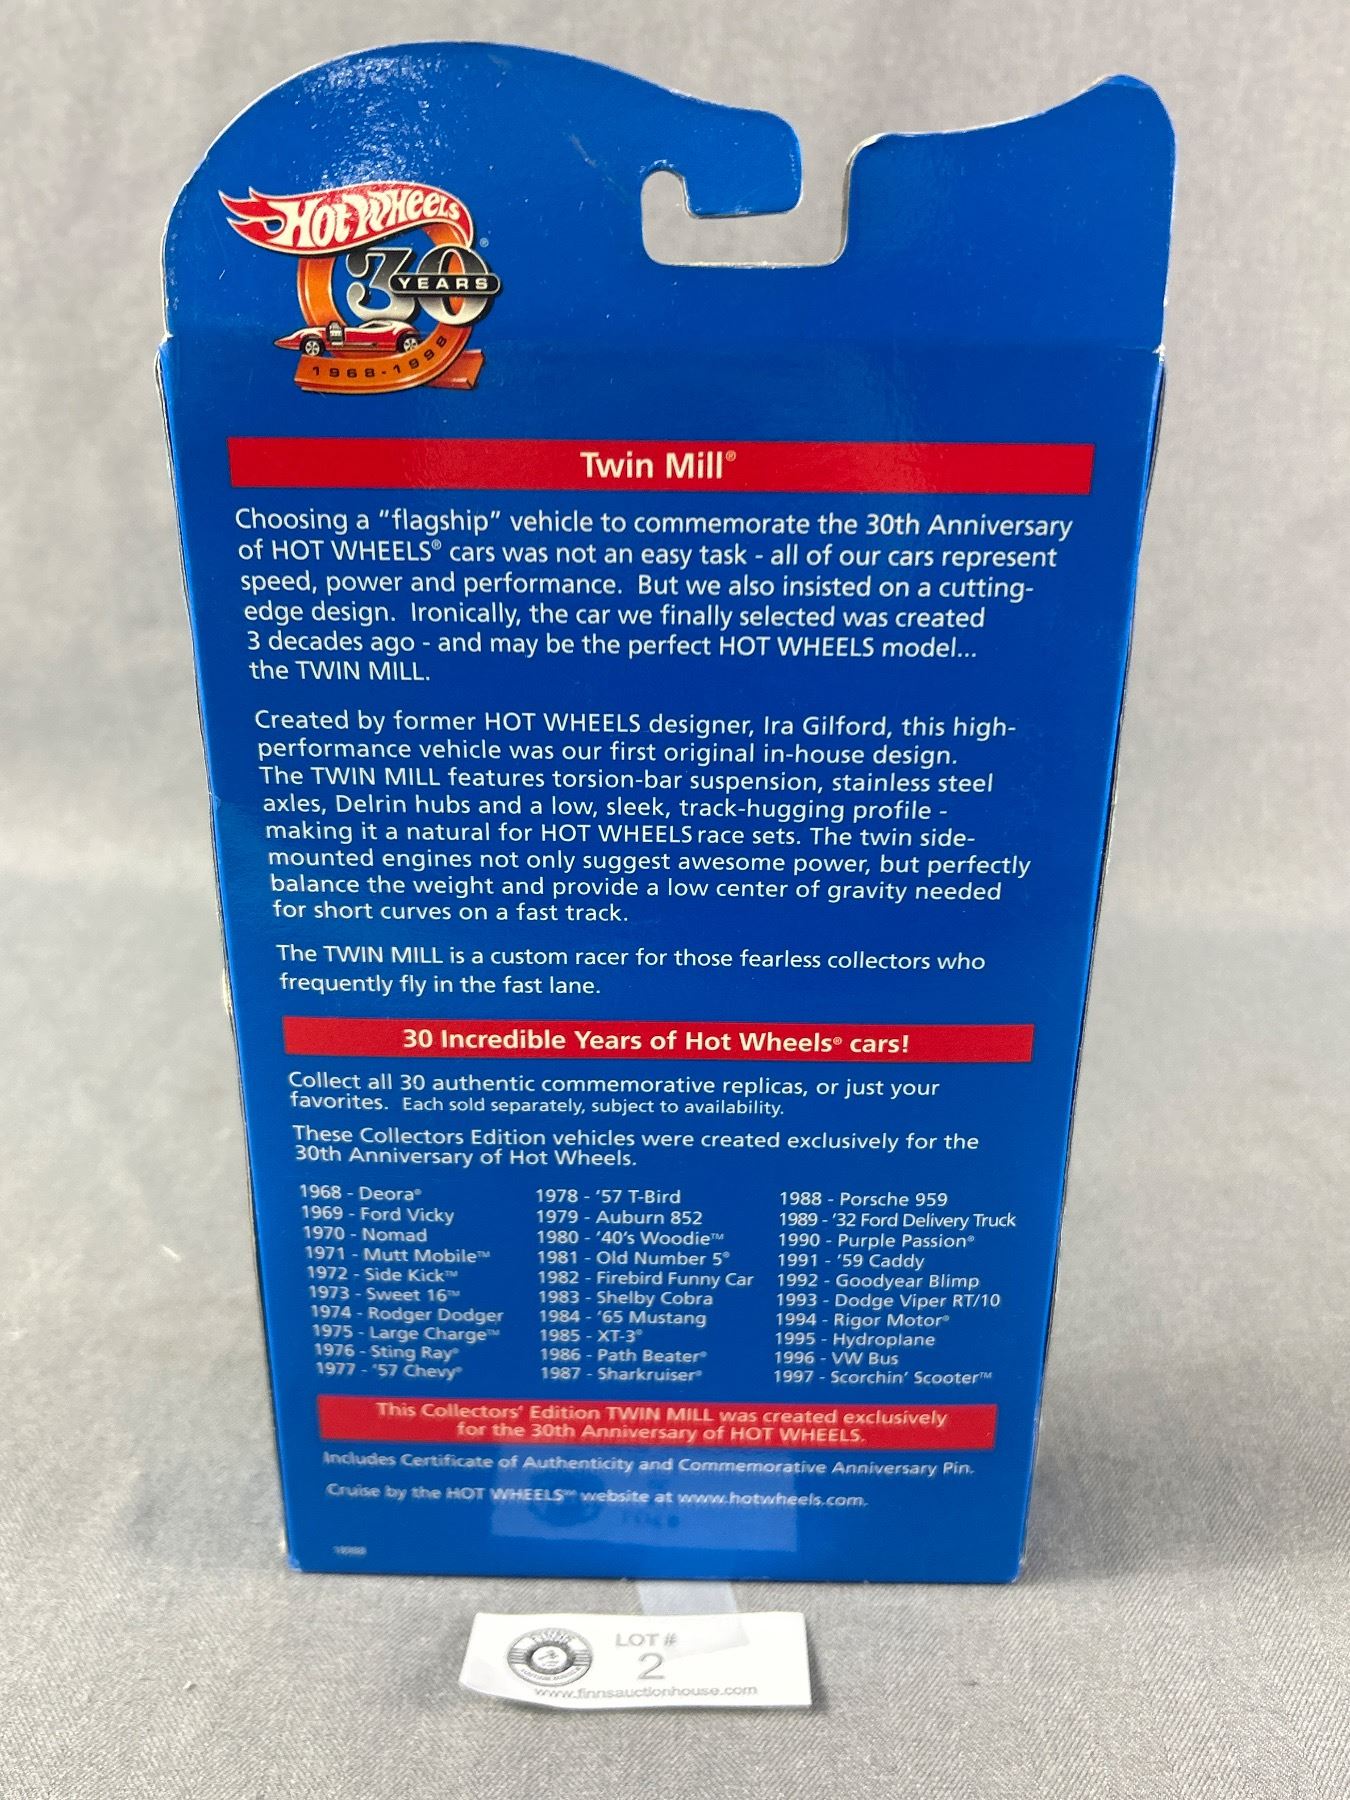 HOT WHEELS®
30
YEARS
1968-1998
Twin Mill®
Choosing a “flagship” vehicle to commemorate the 30th Anniversary
of HOT WHEELS® cars was not an easy task - all of our cars represent
speed, power and performance. But we also insisted on a cutting-
edge design. Ironically, the car we finally selected was created
3 decades ago - and may be the perfect HOT WHEELS model...
the TWIN MILL.
Created by former HOT WHEELS designer, Ira Gilford, this high-
performance vehicle was our first original in-house design.
The TWIN MILL features torsion-bar suspension, stainless steel
axles, Delrin hubs and a low, sleek, track-hugging profile -
making it a natural for HOT WHEELS race sets. The twin side-
mounted engines not only suggest awesome power, but perfectly
balance the weight and provide a low center of gravity needed
for short curves on a fast track.
The TWIN MILL is a custom racer for those fearless collectors who
frequently fly in the fast lane.
30 Incredible Years of Hot Wheels® cars!
Collect all 30 authentic commemorative replicas, or just your
favorites. Each sold separately, subject to availability.
These Collectors Edition vehicles were created exclusively for the
30th Anniversary of Hot Wheels.
1968 - Deora®
1969 - Ford Vicky
1970 - Nomad
1971 - Mutt Mobile™
1972 - Side Kick™
1973 - Sweet 16™
1974 - Rodger Dodger
1975 - Large Charge™
1976 - Sting Ray®
1977 - '57 Chevy®
1978 - '57 T-Bird
1979 - Auburn 852
1980 - '40's Woodie™
1981 - Old Number 5®
1982 - Firebird Funny Car
1983 - Shelby Cobra
1984 - '65 Mustang
1985 - XT-3®
1986 - Path Beater®
1987 - Sharkruiser®
1988 - Porsche 959
1989 - '32 Ford Delivery Truck
1990 - Purple Passion®
1991 - '59 Caddy
1992 - Goodyear Blimp
1993 - Dodge Viper RT/10
1994 - Rigor Motor®
1995 - Hydroplane
1996 - VW Bus
1997 - Scorchin' Scooter™
This Collectors' Edition TWIN MILL was created exclusively
for the 30th Anniversary of HOT WHEELS.
Includes Certificate of Authenticity and Commemorative Anniversary Pin.
Cruise by the HOT WHEELS℠ website at www.hotwheels.com.
LOT #
2
www.finnsauctionhouse.com